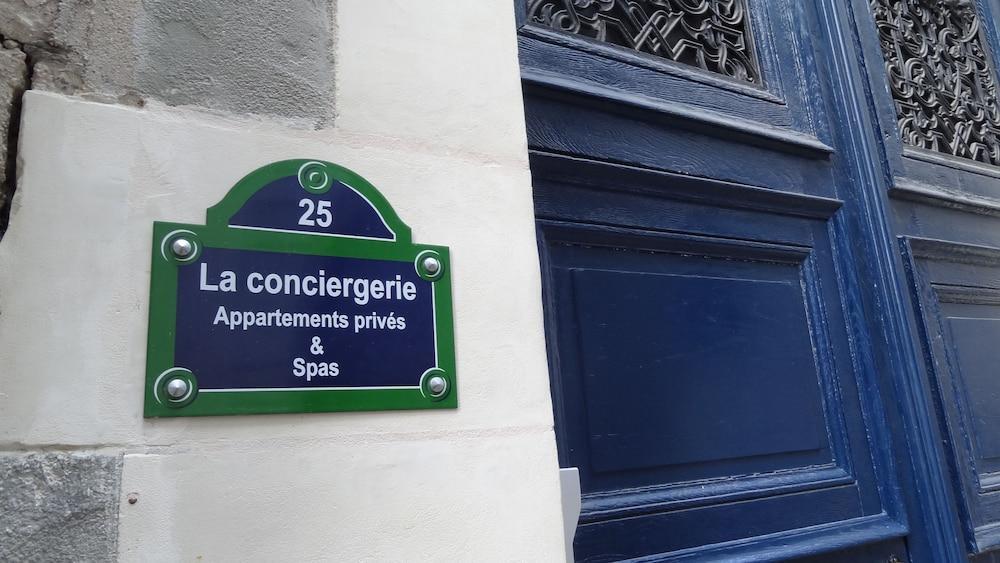 25
La conciergerie
Appartements privés
&
Spas